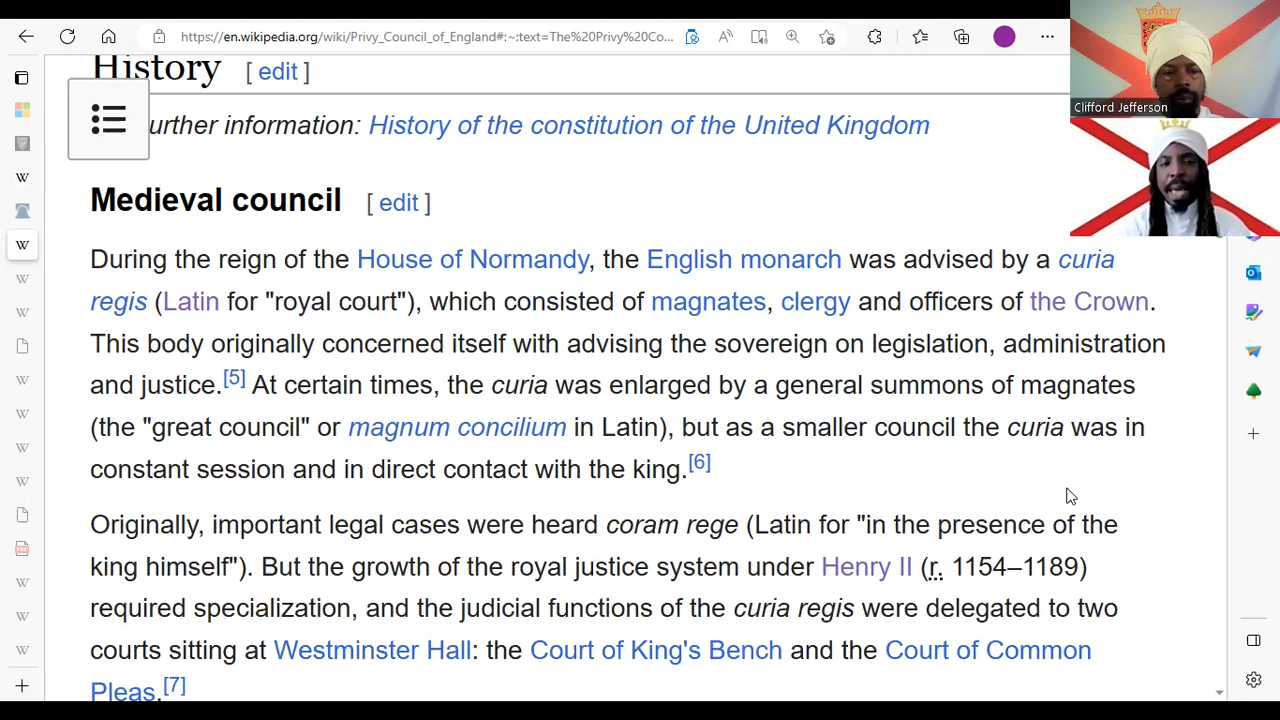 https://en.wikipedia.org/wiki/Privy_Council_of_England#:~:text=The%20Privy%20Co...
History [ edit ]
urther information: History of the constitution of the United Kingdom
Clifford Jefferson
Medieval council [ edit ]
During the reign of the House of Normandy, the English monarch was advised by a curia
regis (Latin for "royal court"), which consisted of magnates, clergy and officers of the Crown.
This body originally concerned itself with advising the sovereign on legislation, administration
and justice.[5] At certain times, the curia was enlarged by a general summons of magnates
(the "great council" or magnum concilium in Latin), but as a smaller council the curia was in
constant session and in direct contact with the king.[6]
Originally, important legal cases were heard coram rege (Latin for "in the presence of the
king himself"). But the growth of the royal justice system under Henry II (r. 1154–1189)
required specialization, and the judicial functions of the curia regis were delegated to two
courts sitting at Westminster Hall: the Court of King's Bench and the Court of Common
Pleas.[7]